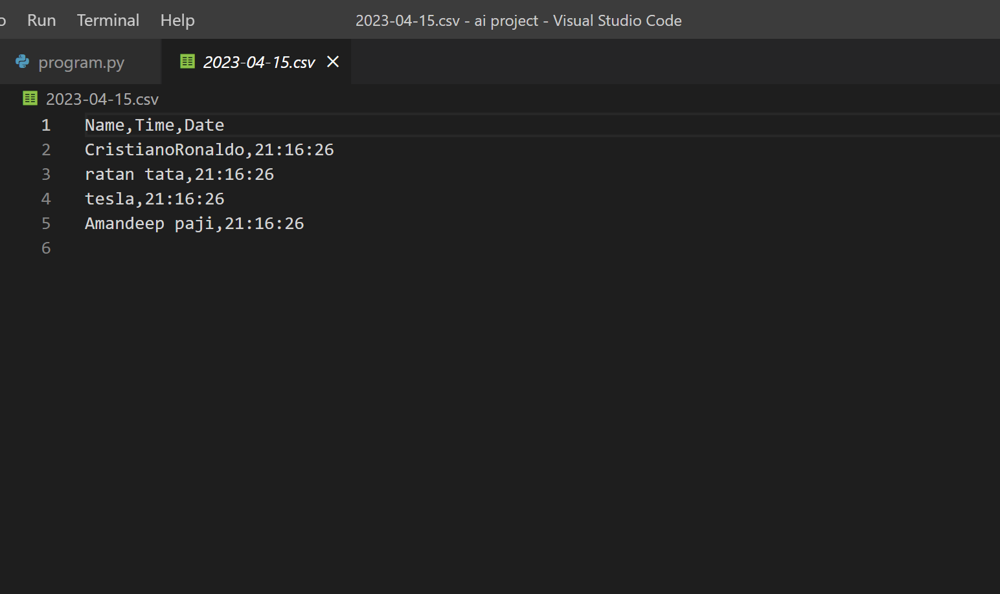 Run Terminal Help 2023-04-15.csv - ai project - Visual Studio Code
program.py 2023-04-15.csv
2023-04-15.csv
1 Name,Time,Date
2 CristianoRonaldo,21:16:26
3 ratan tata,21:16:26
4 tesla,21:16:26
5 Amandeep paji,21:16:26
6